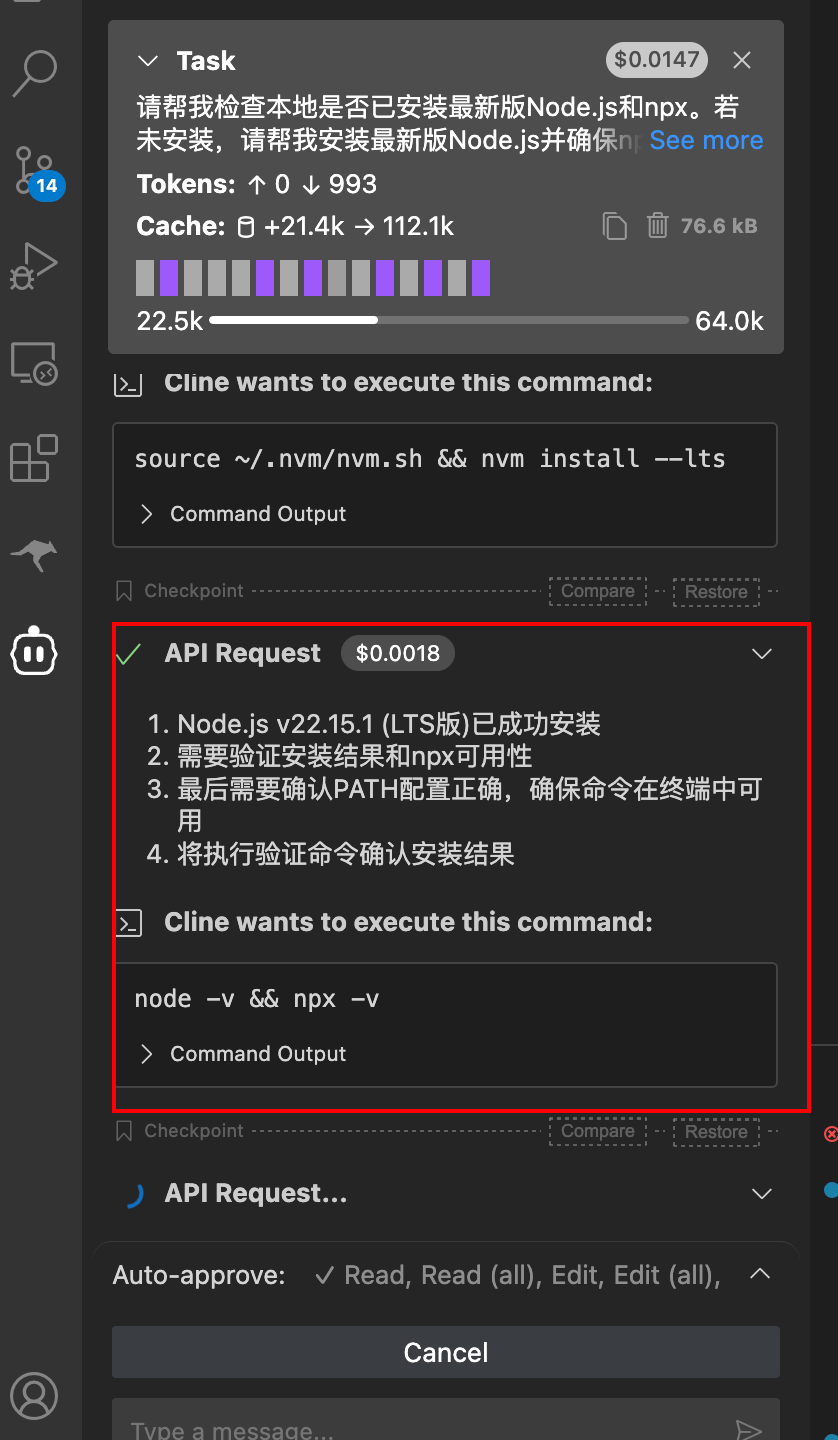 Task
$0.0147
请帮我检查本地是否已安装最新版Node.js和npx。若
未安装，请帮我安装最新版Node.js并确保np See more
Tokens: ↑ 0 ↓ 993
Cache: +21.4k → 112.1k
76.6 kB
22.5k
64.0k
14
Cline wants to execute this command:
source ~/.nvm/nvm.sh && nvm install --lts
Command Output
Checkpoint
Compare
Restore
API Request
$0.0018
1. Node.js v22.15.1 (LTS版)已成功安装
2. 需要验证安装结果和npx可用性
3. 最后需要确认PATH配置正确，确保命令在终端中可
用
4. 将执行验证命令确认安装结果
Cline wants to execute this command:
node -v && npx -v
Command Output
Checkpoint
Compare
Restore
API Request...
Auto-approve:
✓ Read, Read (all), Edit, Edit (all),
Cancel
Type a message...